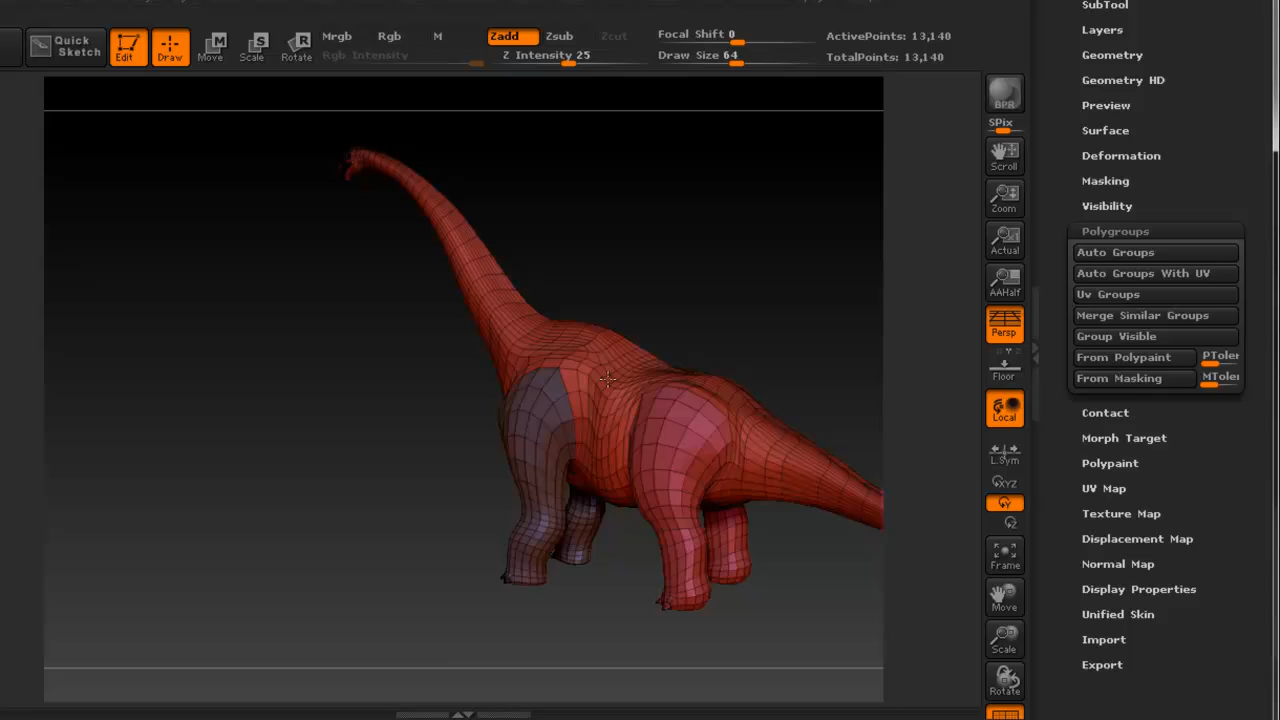 SubTool
Quick Sketch
Edit
Draw
Move
Scale
Rotate
Mrgb
Rgb
M
Rgb Intensity
Zadd
Zsub
Zcut
Z Intensity 25
Focal Shift 0
Draw Size 64
ActivePoints: 13,140
TotalPoints: 13,140
BPR
SPix
Scroll
Zoom
Actual
AAHalf
Persp
Floor
Local
L.Sym
XYZ
Y
Z
Frame
Move
Scale
Rotate
Layers
Geometry
Geometry HD
Preview
Surface
Deformation
Masking
Visibility
Polygroups
Auto Groups
Auto Groups With UV
Uv Groups
Merge Similar Groups
Group Visible
From Polypaint
PToler
From Masking
MToler
Contact
Morph Target
Polypaint
UV Map
Texture Map
Displacement Map
Normal Map
Display Properties
Unified Skin
Import
Export